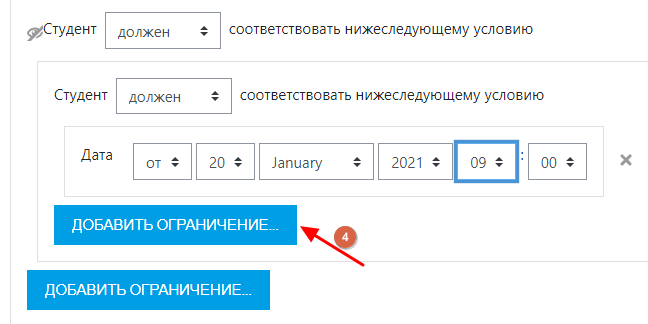 Студент должен соответствовать нижеследующему условию
Студент должен соответствовать нижеследующему условию
Дата от 20 January 2021 09 : 00
ДОБАВИТЬ ОГРАНИЧЕНИЕ...
4
ДОБАВИТЬ ОГРАНИЧЕНИЕ...